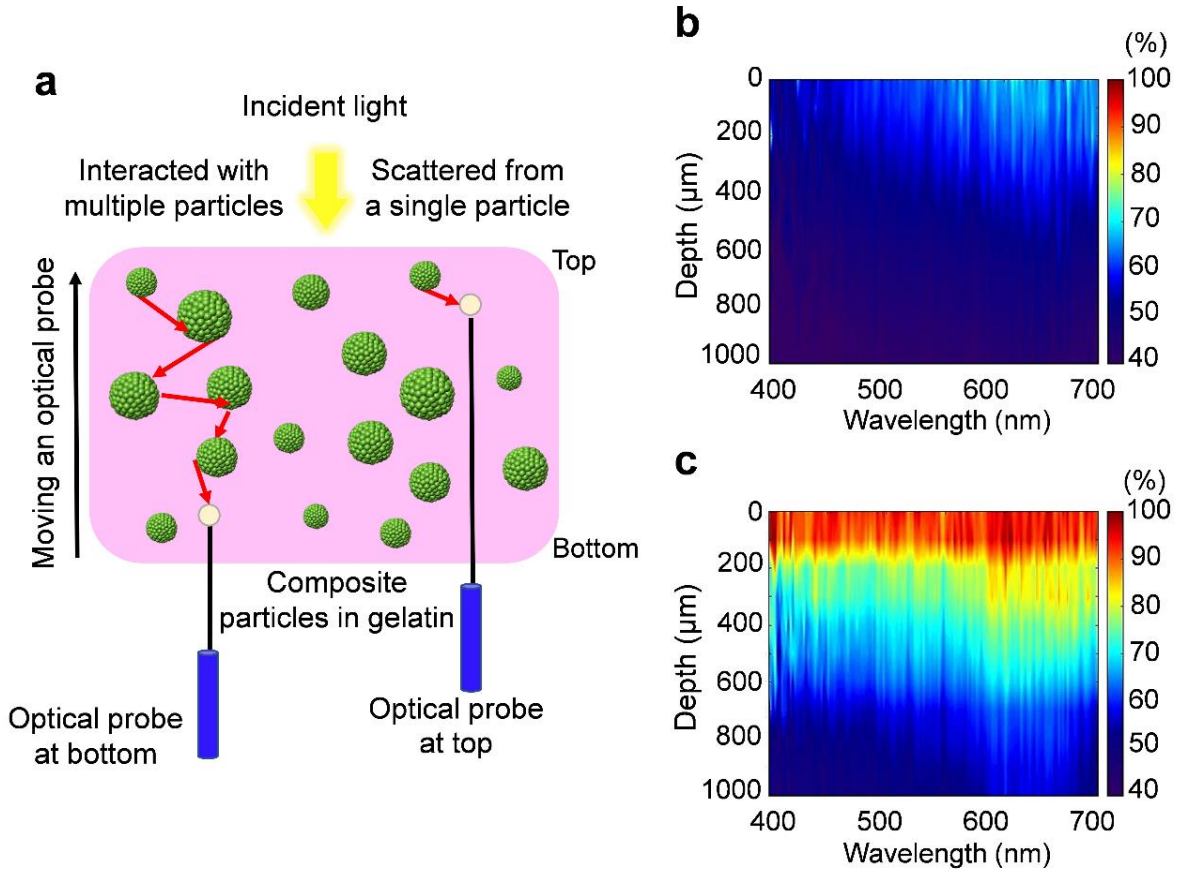 a
Incident light
Interacted with
multiple particles
Scattered from
a single particle
Moving an optical probe
Top
Bottom
Composite
particles in gelatin
Optical probe
at bottom
Optical probe
at top
b
(%)
0
200
400
600
800
1000
Depth (µm)
400
500
600
700
Wavelength (nm)
100
90
80
70
60
50
40
c
(%)
0
200
400
600
800
1000
Depth (µm)
400
500
600
700
Wavelength (nm)
100
90
80
70
60
50
40